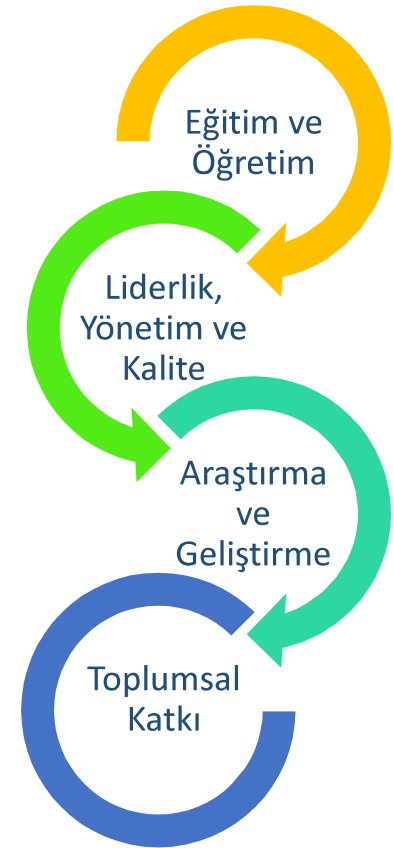 Eğitim ve
Öğretim
Liderlik,
Yönetim ve
Kalite
Araştırma
ve
Geliştirme
Toplumsal
Katkı